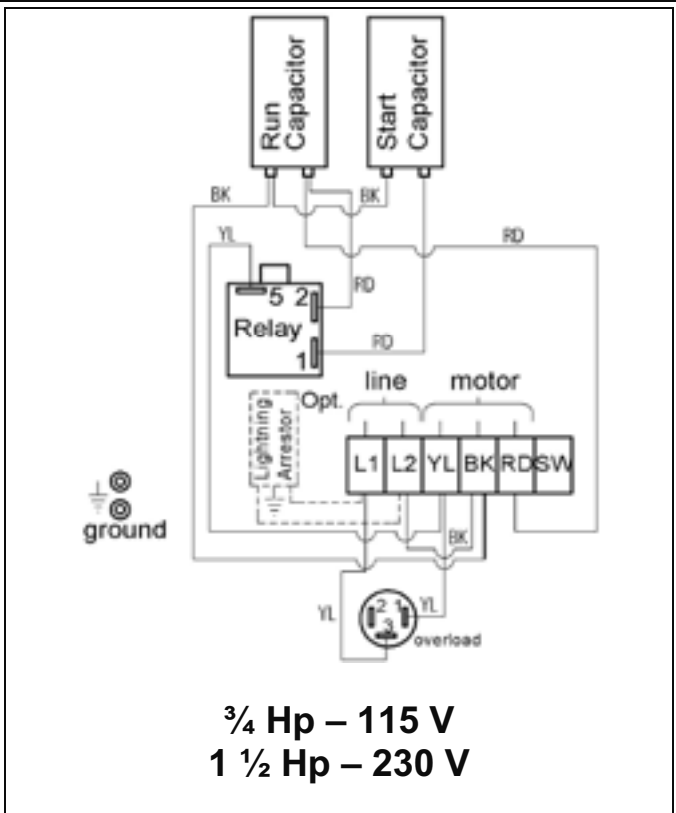 Run
Capacitor
Start
Capacitor
BK
BK
YL
RD
RD
5 2
Relay
1
RD
line
motor
Opt.
Lightning
Arrestor
L1 L2 YL BK RD SW
ground
BK
YL
YL
2 1
3
overload
¾ Hp – 115 V
1 ½ Hp – 230 V